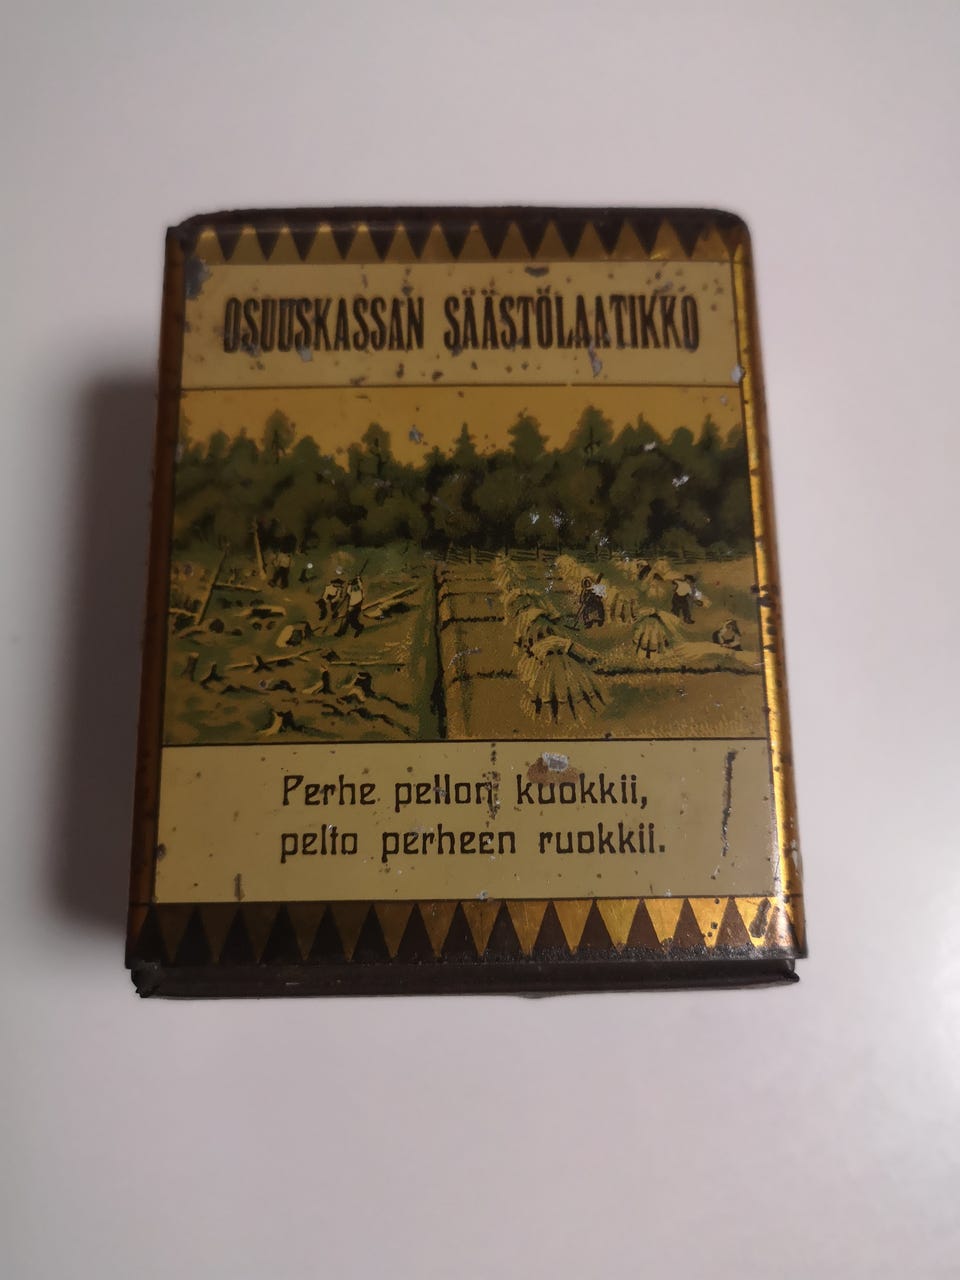 OSUUSKASSAN SÄÄSTÖLAATIKKO
Perhe pellon kuokkii,
pelto perheen ruokkii.